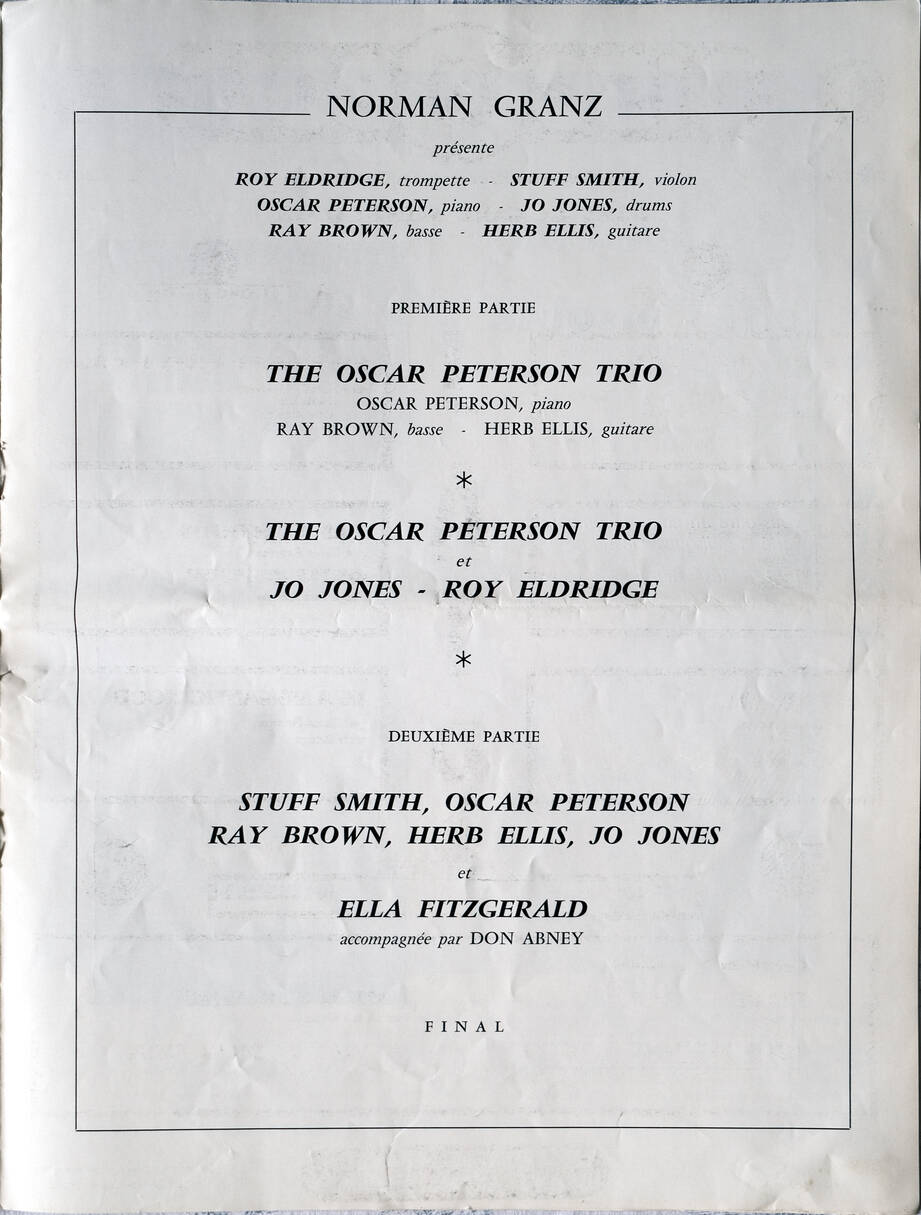 NORMAN GRANZ
présente
ROY ELDRIDGE, trompette - STUFF SMITH, violon
OSCAR PETERSON, piano - JO JONES, drums
RAY BROWN, basse - HERB ELLIS, guitare
PREMIÈRE PARTIE
THE OSCAR PETERSON TRIO
OSCAR PETERSON, piano
RAY BROWN, basse - HERB ELLIS, guitare
*
THE OSCAR PETERSON TRIO
et
JO JONES - ROY ELDRIDGE
*
DEUXIÈME PARTIE
STUFF SMITH, OSCAR PETERSON
RAY BROWN, HERB ELLIS, JO JONES
et
ELLA FITZGERALD
accompagnée par DON ABNEY
FINAL